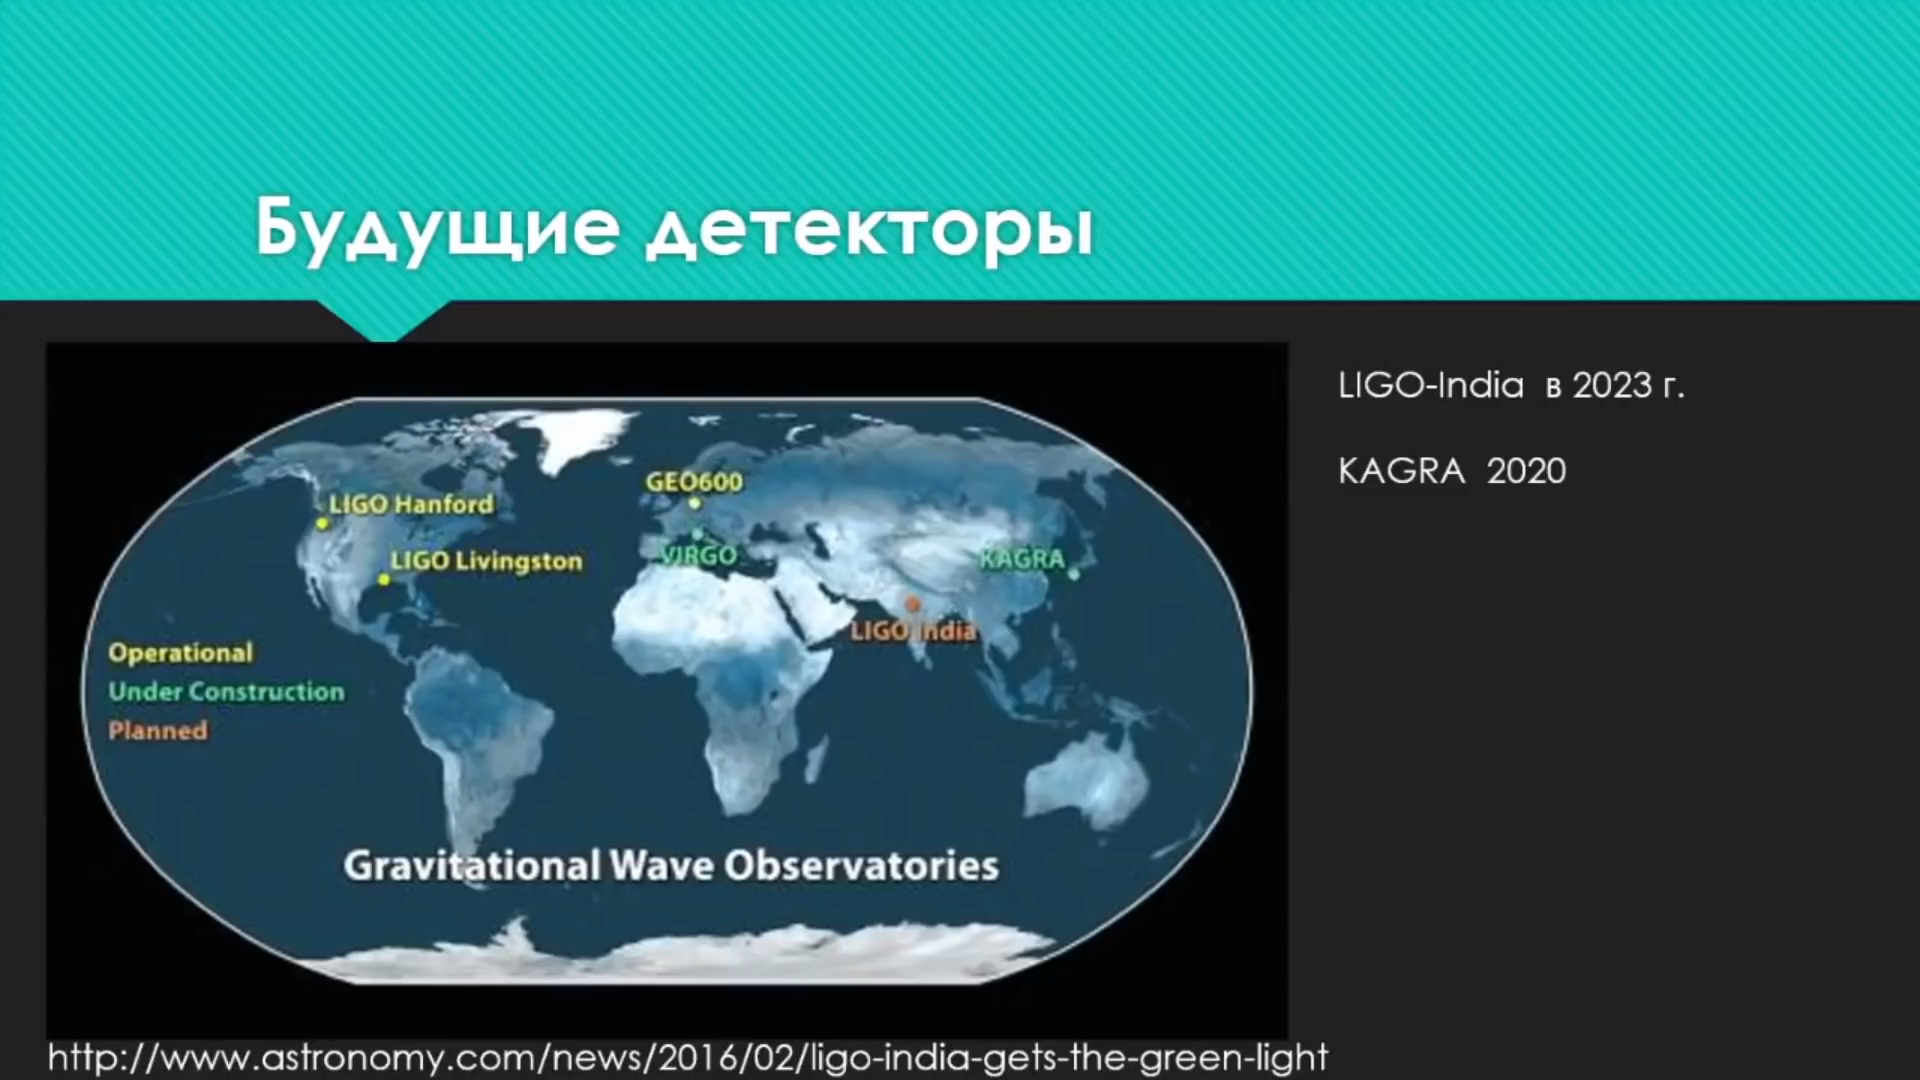 Будущие детекторы
LIGO-India в 2023 г.
KAGRA 2020
GEO600
LIGO Hanford
VIRGO
KAGRA
LIGO Livingston
LIGO India
Operational
Under Construction
Planned
Gravitational Wave Observatories
http://www.astronomy.com/news/2016/02/ligo-india-gets-the-green-light